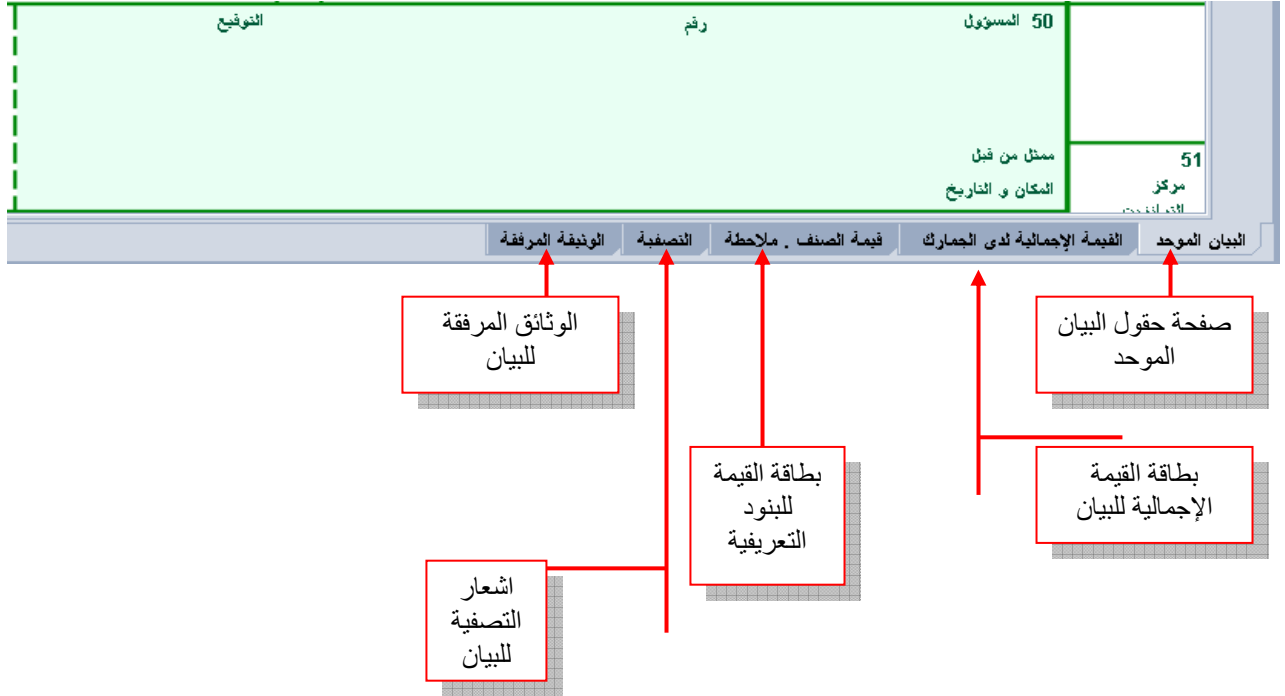 50 المسؤول
رقم
التوقيع
ممثل من قبل
المكان و التاريخ
51
مركز
الترانزيت
البيان الموحد
القيمة الإجمالية لدى الجمارك
قيمة الصنف . ملاحظة
التصفية
الوثيقة المرفقة
صفحة حقول البيان
الموحد
الوثائق المرفقة
للبيان
بطاقة القيمة
الإجمالية للبيان
بطاقة القيمة
للبنود
التعريفية
اشعار
التصفية
للبيان